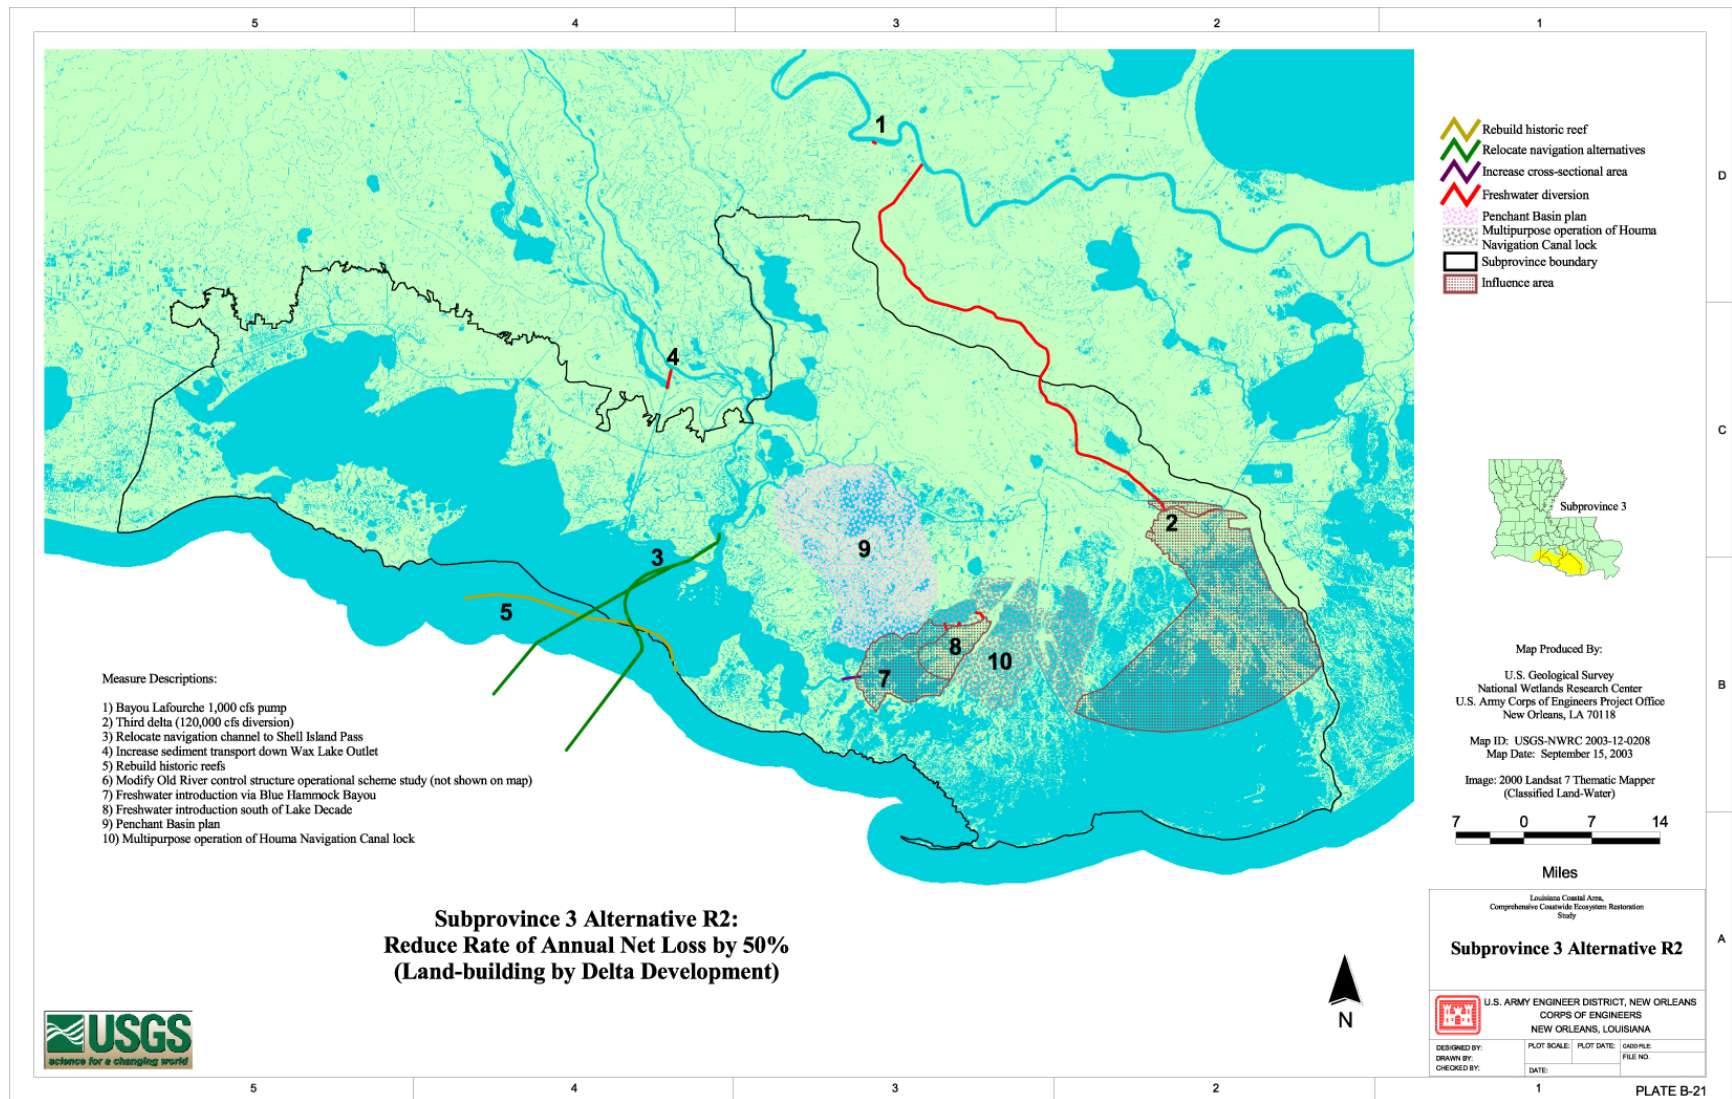 5 4 3 2 1
D
C
B
A
1
4
3
5
2
9
8
7
10
Rebuild historic reef
Relocate navigation alternatives
Increase cross-sectional area
Freshwater diversion
Penchant Basin plan
Multipurpose operation of Houma
Navigation Canal lock
Subprovince boundary
Influence area
Subprovince 3
Measure Descriptions:
1) Bayou Lafourche 1,000 cfs pump
2) Third delta (120,000 cfs diversion)
3) Relocate navigation channel to Shell Island Pass
4) Increase sediment transport down Wax Lake Outlet
5) Rebuild historic reefs
6) Modify Old River control structure operational scheme study (not shown on map)
7) Freshwater introduction via Blue Hammock Bayou
8) Freshwater introduction south of Lake Decade
9) Penchant Basin plan
10) Multipurpose operation of Houma Navigation Canal lock
Map Produced By:
U.S. Geological Survey
National Wetlands Research Center
U.S. Army Corps of Engineers Project Office
New Orleans, LA 70118
Map ID: USGS-NWRC 2003-12-0208
Map Date: September 15, 2003
Image: 2000 Landsat 7 Thematic Mapper
(Classified Land-Water)
7 0 7 14
Miles
Subprovince 3 Alternative R2:
Reduce Rate of Annual Net Loss by 50%
(Land-building by Delta Development)
N
USGS
science for a changing world
Louisiana Coastal Area,
Comprehensive Coastwide Ecosystem Restoration
Study
Subprovince 3 Alternative R2
U.S. ARMY ENGINEER DISTRICT, NEW ORLEANS
CORPS OF ENGINEERS
NEW ORLEANS, LOUISIANA
DESIGNED BY:
DRAWN BY:
CHECKED BY:
PLOT SCALE: PLOT DATE: CADD FILE:
FILE NO.
DATE:
5 4 3 2 1
PLATE B-21